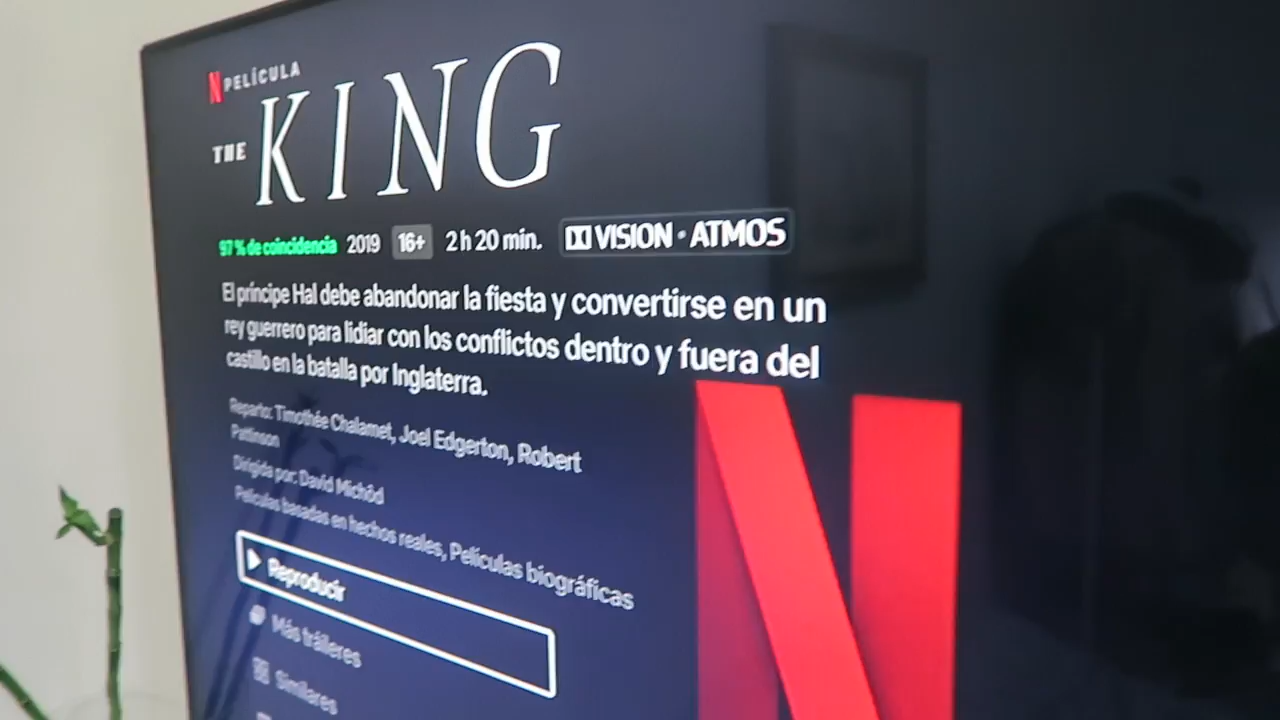 N PELÍCULA
THE KING
97 % de coincidencia 2019 16+ 2 h 20 min. VISION · ATMOS
El príncipe Hal debe abandonar la fiesta y convertirse en un
rey guerrero para lidiar con los conflictos dentro y fuera del
castillo en la batalla por Inglaterra.
Reparto: Timothée Chalamet, Joel Edgerton, Robert
Pattinson
Dirigida por: David Michôd
Películas basadas en hechos reales, Películas biográficas
Reproducir
Más tráileres
Similares
N